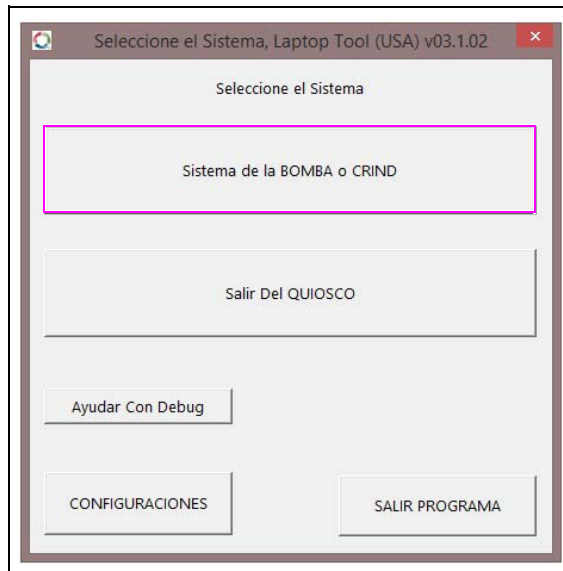 Seleccione el Sistema, Laptop Tool (USA) v03.1.02
Seleccione el Sistema
Sistema de la BOMBA o CRIND
Salir Del QUIOSCO
Ayudar Con Debug
CONFIGURACIONES
SALIR PROGRAMA